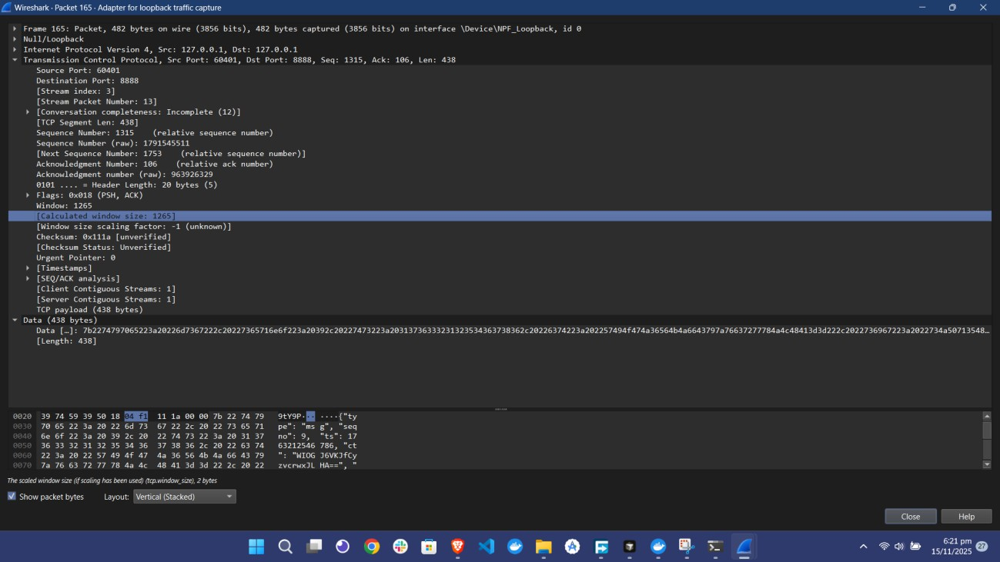 Wireshark · Packet 165 · Adapter for loopback traffic capture
Frame 165: Packet, 482 bytes on wire (3856 bits), 482 bytes captured (3856 bits) on interface \Device\NPF_Loopback, id 0
Null/Loopback
Internet Protocol Version 4, Src: 127.0.0.1, Dst: 127.0.0.1
Transmission Control Protocol, Src Port: 60401, Dst Port: 8888, Seq: 1315, Ack: 106, Len: 438
Source Port: 60401
Destination Port: 8888
[Stream index: 3]
[Stream Packet Number: 13]
[Conversation completeness: Incomplete (12)]
[TCP Segment Len: 438]
Sequence Number: 1315    (relative sequence number)
Sequence Number (raw): 1791545511
[Next Sequence Number: 1753    (relative sequence number)]
Acknowledgment Number: 106    (relative ack number)
Acknowledgment number (raw): 963926329
0101 .... = Header Length: 20 bytes (5)
Flags: 0x018 (PSH, ACK)
Window: 1265
[Calculated window size: 1265]
[Window size scaling factor: -1 (unknown)]
Checksum: 0x111a [unverified]
[Checksum Status: Unverified]
Urgent Pointer: 0
[Timestamps]
[SEQ/ACK analysis]
[Client Contiguous Streams: 1]
[Server Contiguous Streams: 1]
TCP payload (438 bytes)
Data (438 bytes)
Data […]: 7b2274797065223a20226d7367222c20227365716e6f223a20392c20227473223a20313736333231323534363738362c20226374223a202257494f474a36564b4a6643797a76637277784a4c48413d3d222c2022736967223a2022734a50713548…
[Length: 438]
0020 39 74 59 39 50 18 04 f1 11 1a 00 00 7b 22 74 79 9tY9P··· ····{"ty
0030 70 65 22 3a 20 22 6d 73 67 22 2c 20 22 73 65 71 pe": "ms g", "seq
0040 6e 6f 22 3a 20 39 2c 20 22 74 73 22 3a 20 31 37 no": 9,  "ts": 17
0050 36 33 32 31 32 35 34 36 37 38 36 2c 20 22 63 74 63212546 786, "ct
0060 22 3a 20 22 57 49 4f 47 4a 36 56 4b 4a 66 43 79 ": "WIOG J6VKJfCy
0070 7a 76 63 72 77 78 4a 4c 48 41 3d 3d 22 2c 20 22 zvcrwxJL HA==", "
The scaled window size (if scaling has been used) (tcp.window_size), 2 bytes
Show packet bytes Layout: Vertical (Stacked)
Close Help
6:21 pm
15/11/2025
27